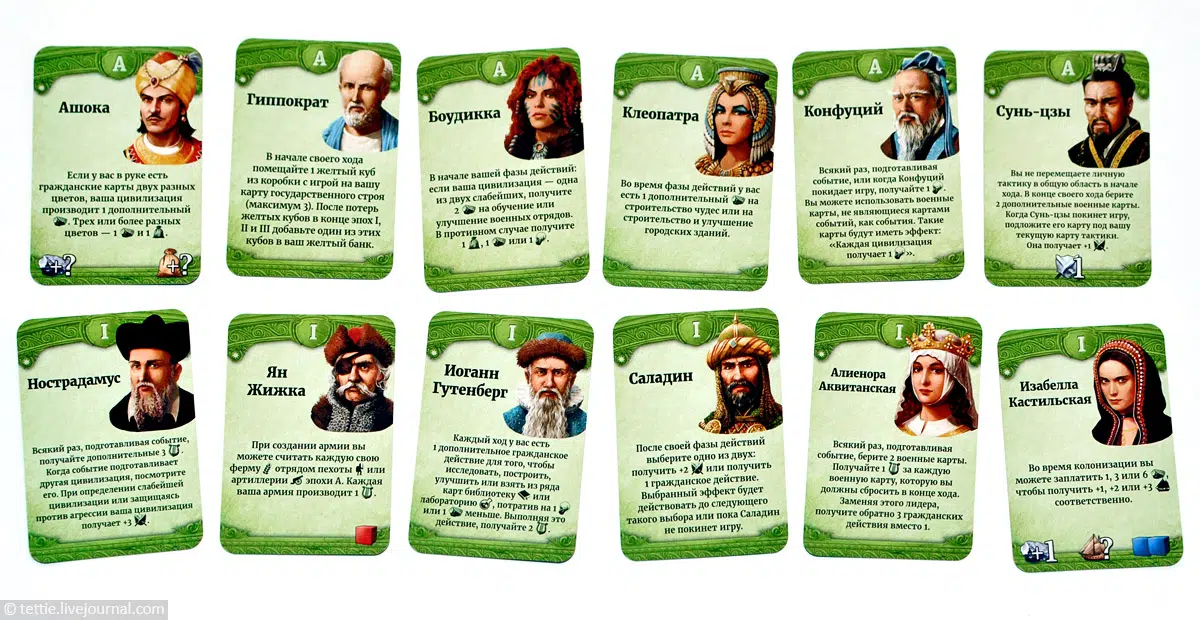 A
Ашока
Если у вас в руке есть
гражданские карты двух разных
цветов, ваша цивилизация
производит 1 дополнительный
. Трех или более разных
цветов — 1 и 1 .
+?
+?
A
Гиппократ
В начале своего хода
помещайте 1 желтый куб
из коробки с игрой на вашу
карту государственного строя
(максимум 3). После потерь
желтых кубов в конце эпох I,
II и III добавьте один из этих
кубов в ваш желтый банк.
A
Боудикка
В начале вашей фазы действий:
если ваша цивилизация — одна
из двух слабейших, получите
2 на обучение или
улучшение военных отрядов.
В противном случае получите
1 , 1 или 1 .
A
Клеопатра
Во время фазы действий у вас
есть 1 дополнительный на
строительство чудес или на
строительство и улучшение
городских зданий.
A
Конфуций
Всякий раз, подготавливая
событие, или когда Конфуций
покидает игру, получайте 1 .
Вы можете использовать военные
карты, не являющиеся картами
событий, как события. Такие
карты будут иметь эффект:
«Каждая цивилизация
получает 1 ».
A
Сунь-цзы
Вы не перемещаете личную
тактику в общую область в начале
хода. В конце своего хода берите
2 дополнительные военные карты.
Когда Сунь-цзы покинет игру,
подложите его карту под вашу
текущую карту тактики.
Она получает +1 .
1
I
Нострадамус
Всякий раз, подготавливая событие,
получайте дополнительные 3 .
Когда событие подготавливает
другая цивилизация, посмотрите
его. При определении слабейшей
цивилизации или защищаясь
против агрессии ваша цивилизация
получает +3 .
I
Ян
Жижка
При создании армии вы
можете считать каждую свою
ферму отрядом пехоты или
артиллерии эпохи А. Каждая
ваша армия производит 1 .
I
Иоганн
Гутенберг
Каждый ход у вас есть
1 дополнительное гражданское
действие для того, чтобы
исследовать, построить,
улучшить или взять из ряда
карт библиотеку или
лабораторию , потратив на 1
или 1 меньше. Выполняя это
действие, получайте 2 .
I
Саладин
После своей фазы действий
выберите одно из двух:
получить +2 или получить
1 гражданское действие.
Выбранный эффект будет
действовать до следующего
такого выбора или пока Саладин
не покинет игру.
I
Алиенора
Аквитанская
Всякий раз, подготавливая
событие, берите 2 военные карты.
Получайте 1 за каждую
военную карту, которую вы
должны сбросить в конце хода.
Заменяя этого лидера,
получите обратно 3 гражданских
действия вместо 1.
I
Изабелла
Кастильская
Во время колонизации вы
можете заплатить 1, 3 или 6 ,
чтобы получить +1, +2 или +3
соответственно.
+1
?
© tettie.livejournal.com